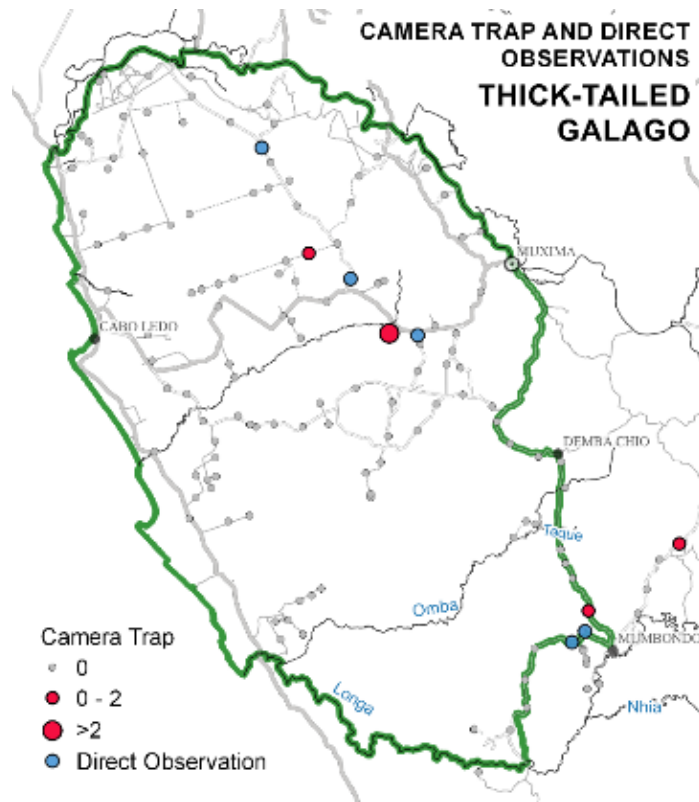 CAMERA TRAP AND DIRECT
OBSERVATIONS
THICK-TAILED
GALAGO
MUXIMA
CABO LEDO
DEMBA CHIO
Taque
Omba
MUMBONDO
Longa
Nhia
Camera Trap
0
0 - 2
>2
Direct Observation